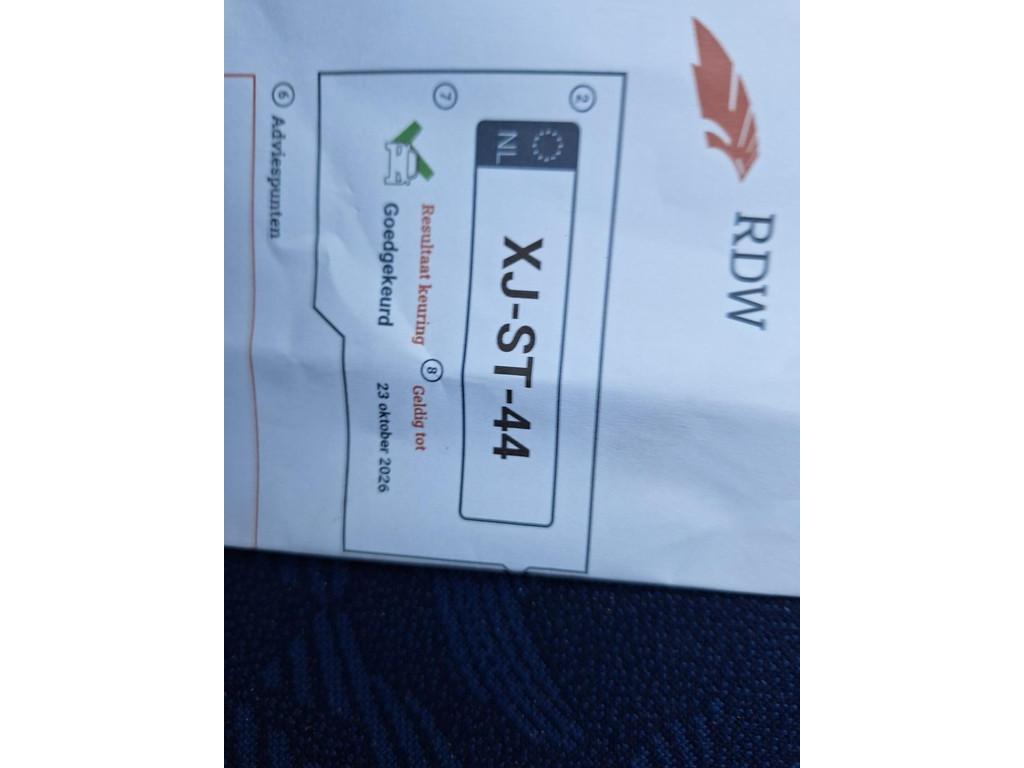 RDW
2
NL
XJ-ST-44
7
Resultaat keuring
Goedgekeurd
8
Geldig tot
23 oktober 2026
6 Adviespunten